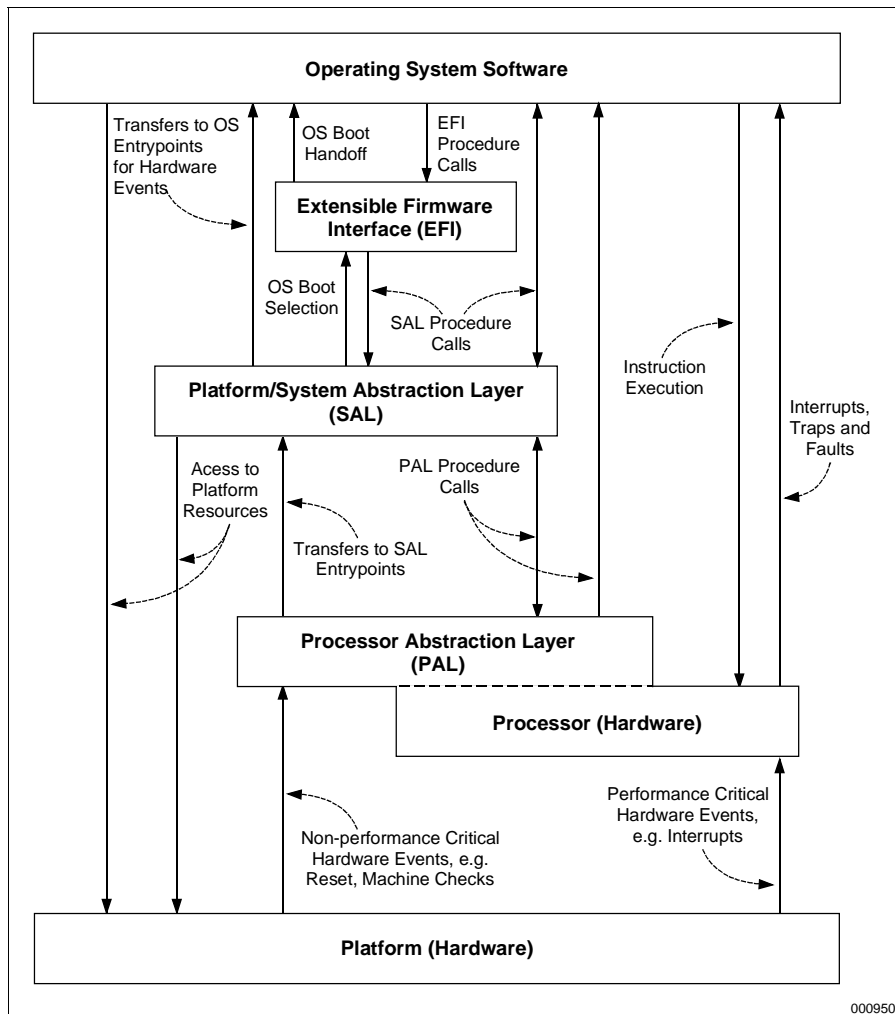 Operating System Software
Transfers to OS
Entrypoints
for Hardware
Events
OS Boot
Handoff
EFI
Procedure
Calls
Extensible Firmware
Interface (EFI)
OS Boot
Selection
SAL Procedure
Calls
Instruction
Execution
Platform/System Abstraction Layer
(SAL)
Interrupts,
Traps and
Faults
Acess to
Platform
Resources
PAL Procedure
Calls
Transfers to SAL
Entrypoints
Processor Abstraction Layer
(PAL)
Processor (Hardware)
Performance Critical
Hardware Events,
e.g. Interrupts
Non-performance Critical
Hardware Events, e.g.
Reset, Machine Checks
Platform (Hardware)
000950